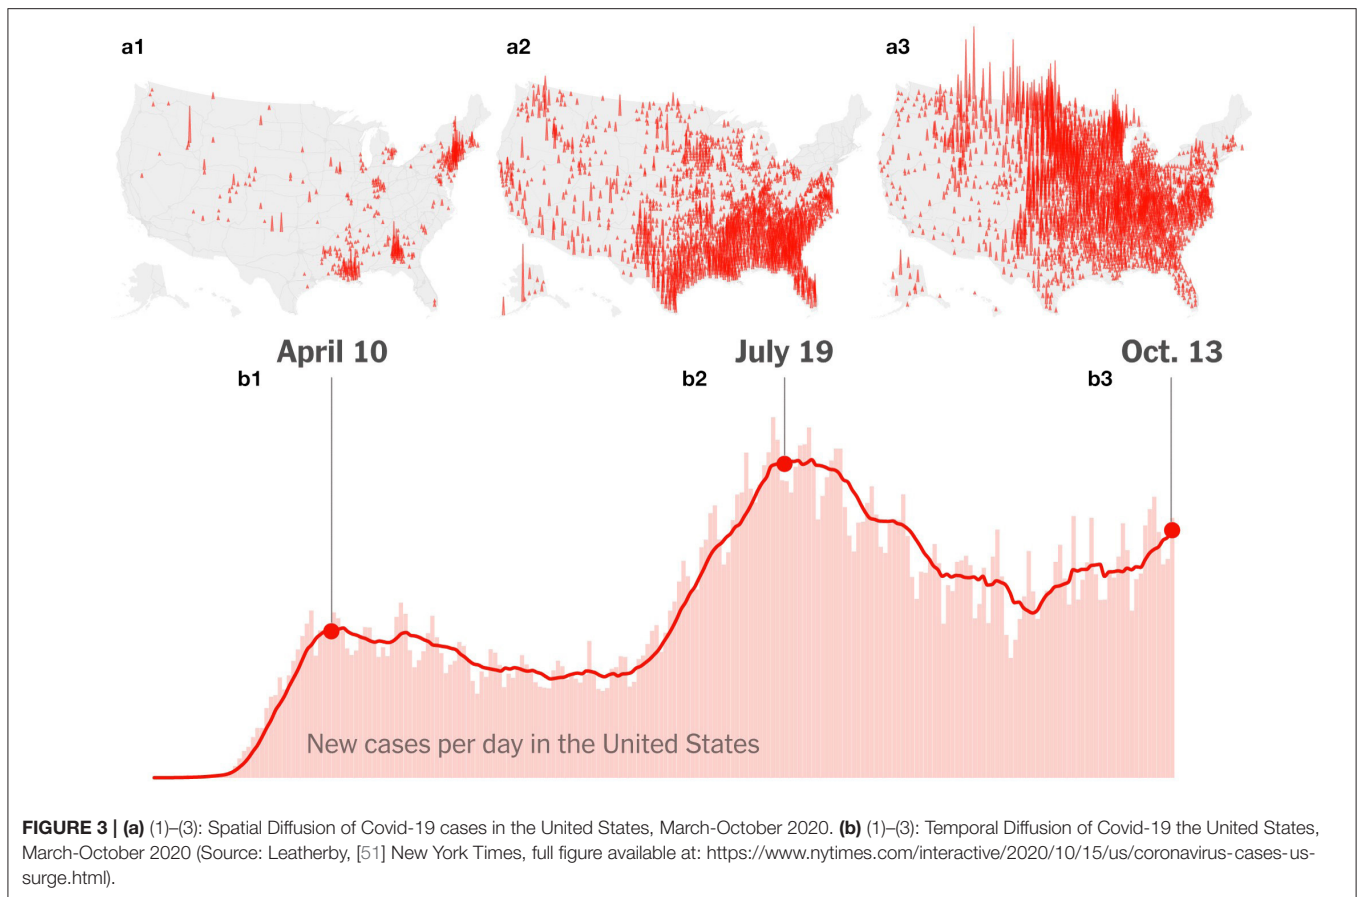 a1
a2
a3
April 10
July 19
Oct. 13
b1
b2
b3
New cases per day in the United States
FIGURE 3 | (a) (1)–(3): Spatial Diffusion of Covid-19 cases in the United States, March-October 2020. (b) (1)–(3): Temporal Diffusion of Covid-19 the United States,
March-October 2020 (Source: Leatherby, [51] New York Times, full figure available at: https://www.nytimes.com/interactive/2020/10/15/us/coronavirus-cases-us-
surge.html).